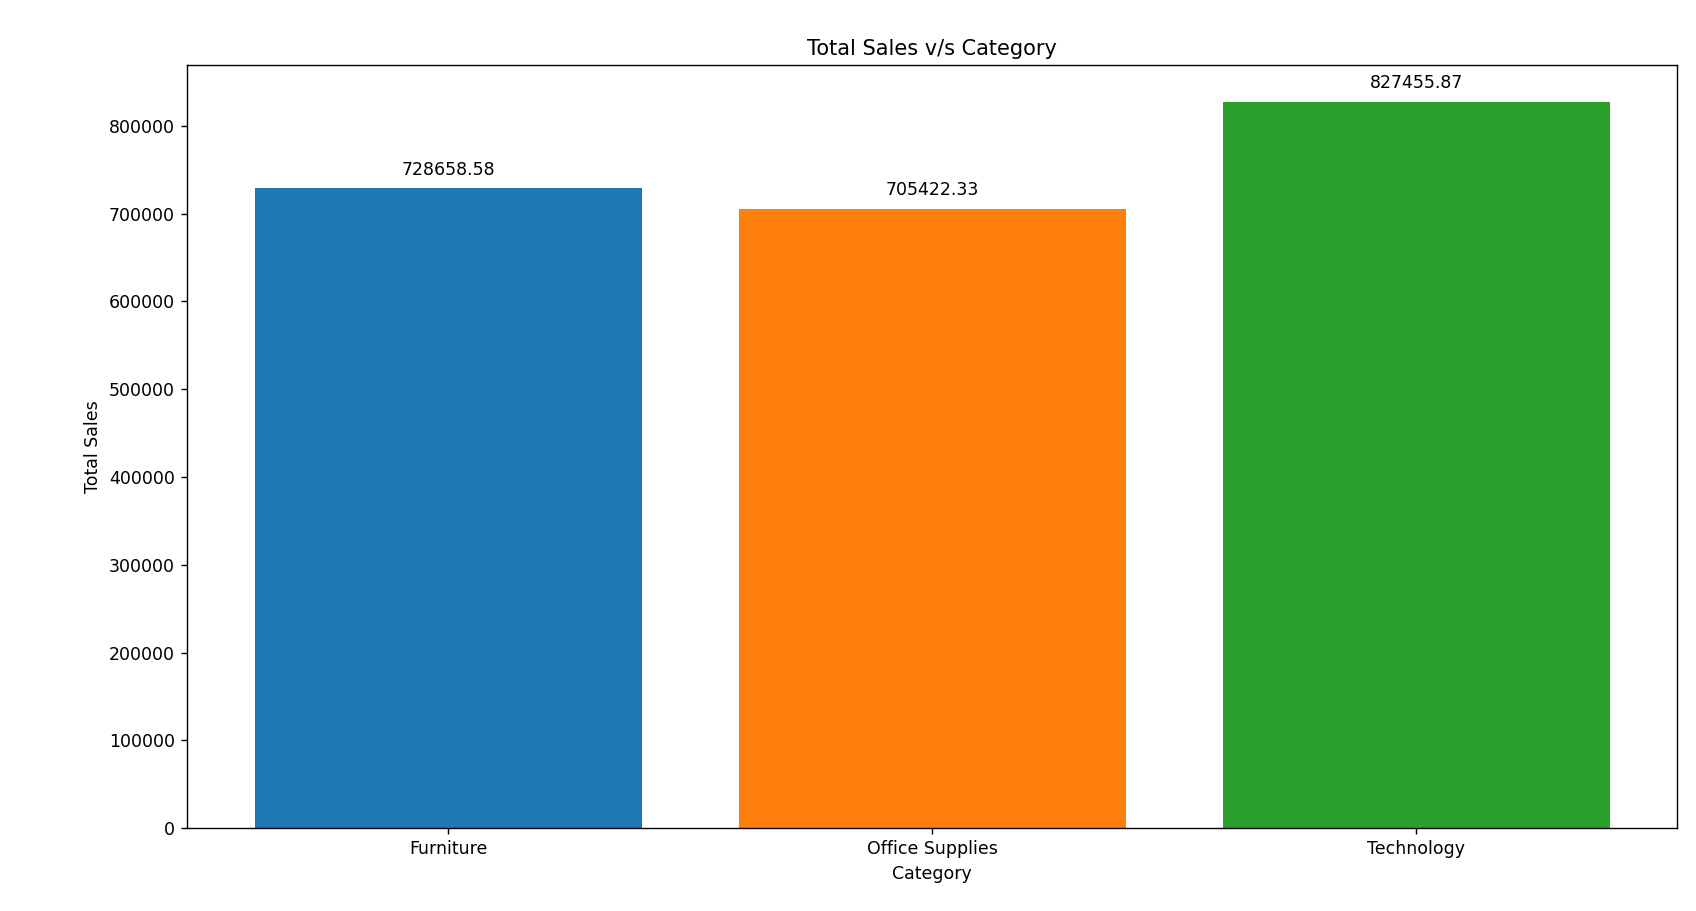 Total Sales v/s Category
827455.87
728658.58
705422.33
800000
700000
600000
500000
400000
300000
200000
100000
0
Total Sales
Furniture
Office Supplies
Technology
Category